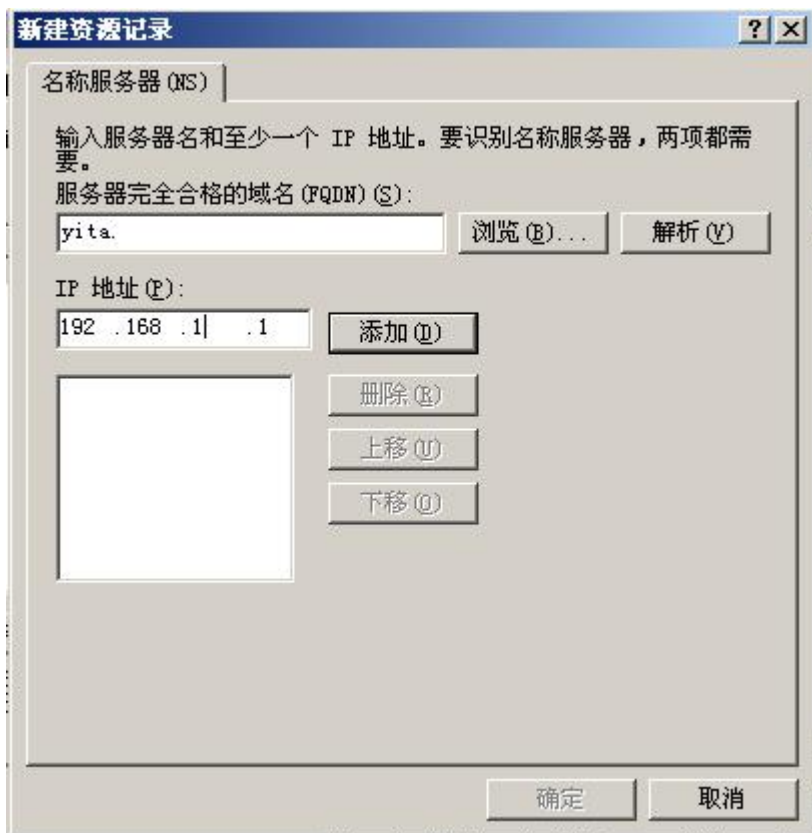 新建资源记录
名称服务器(NS)
输入服务器名和至少一个 IP 地址。要识别名称服务器，两项都需
要。
服务器完全合格的域名(FQDN)(S):
yita.
浏览(B)...
解析(V)
IP 地址(P):
192 .168 .1 .1
添加(D)
删除(R)
上移(U)
下移(O)
确定
取消